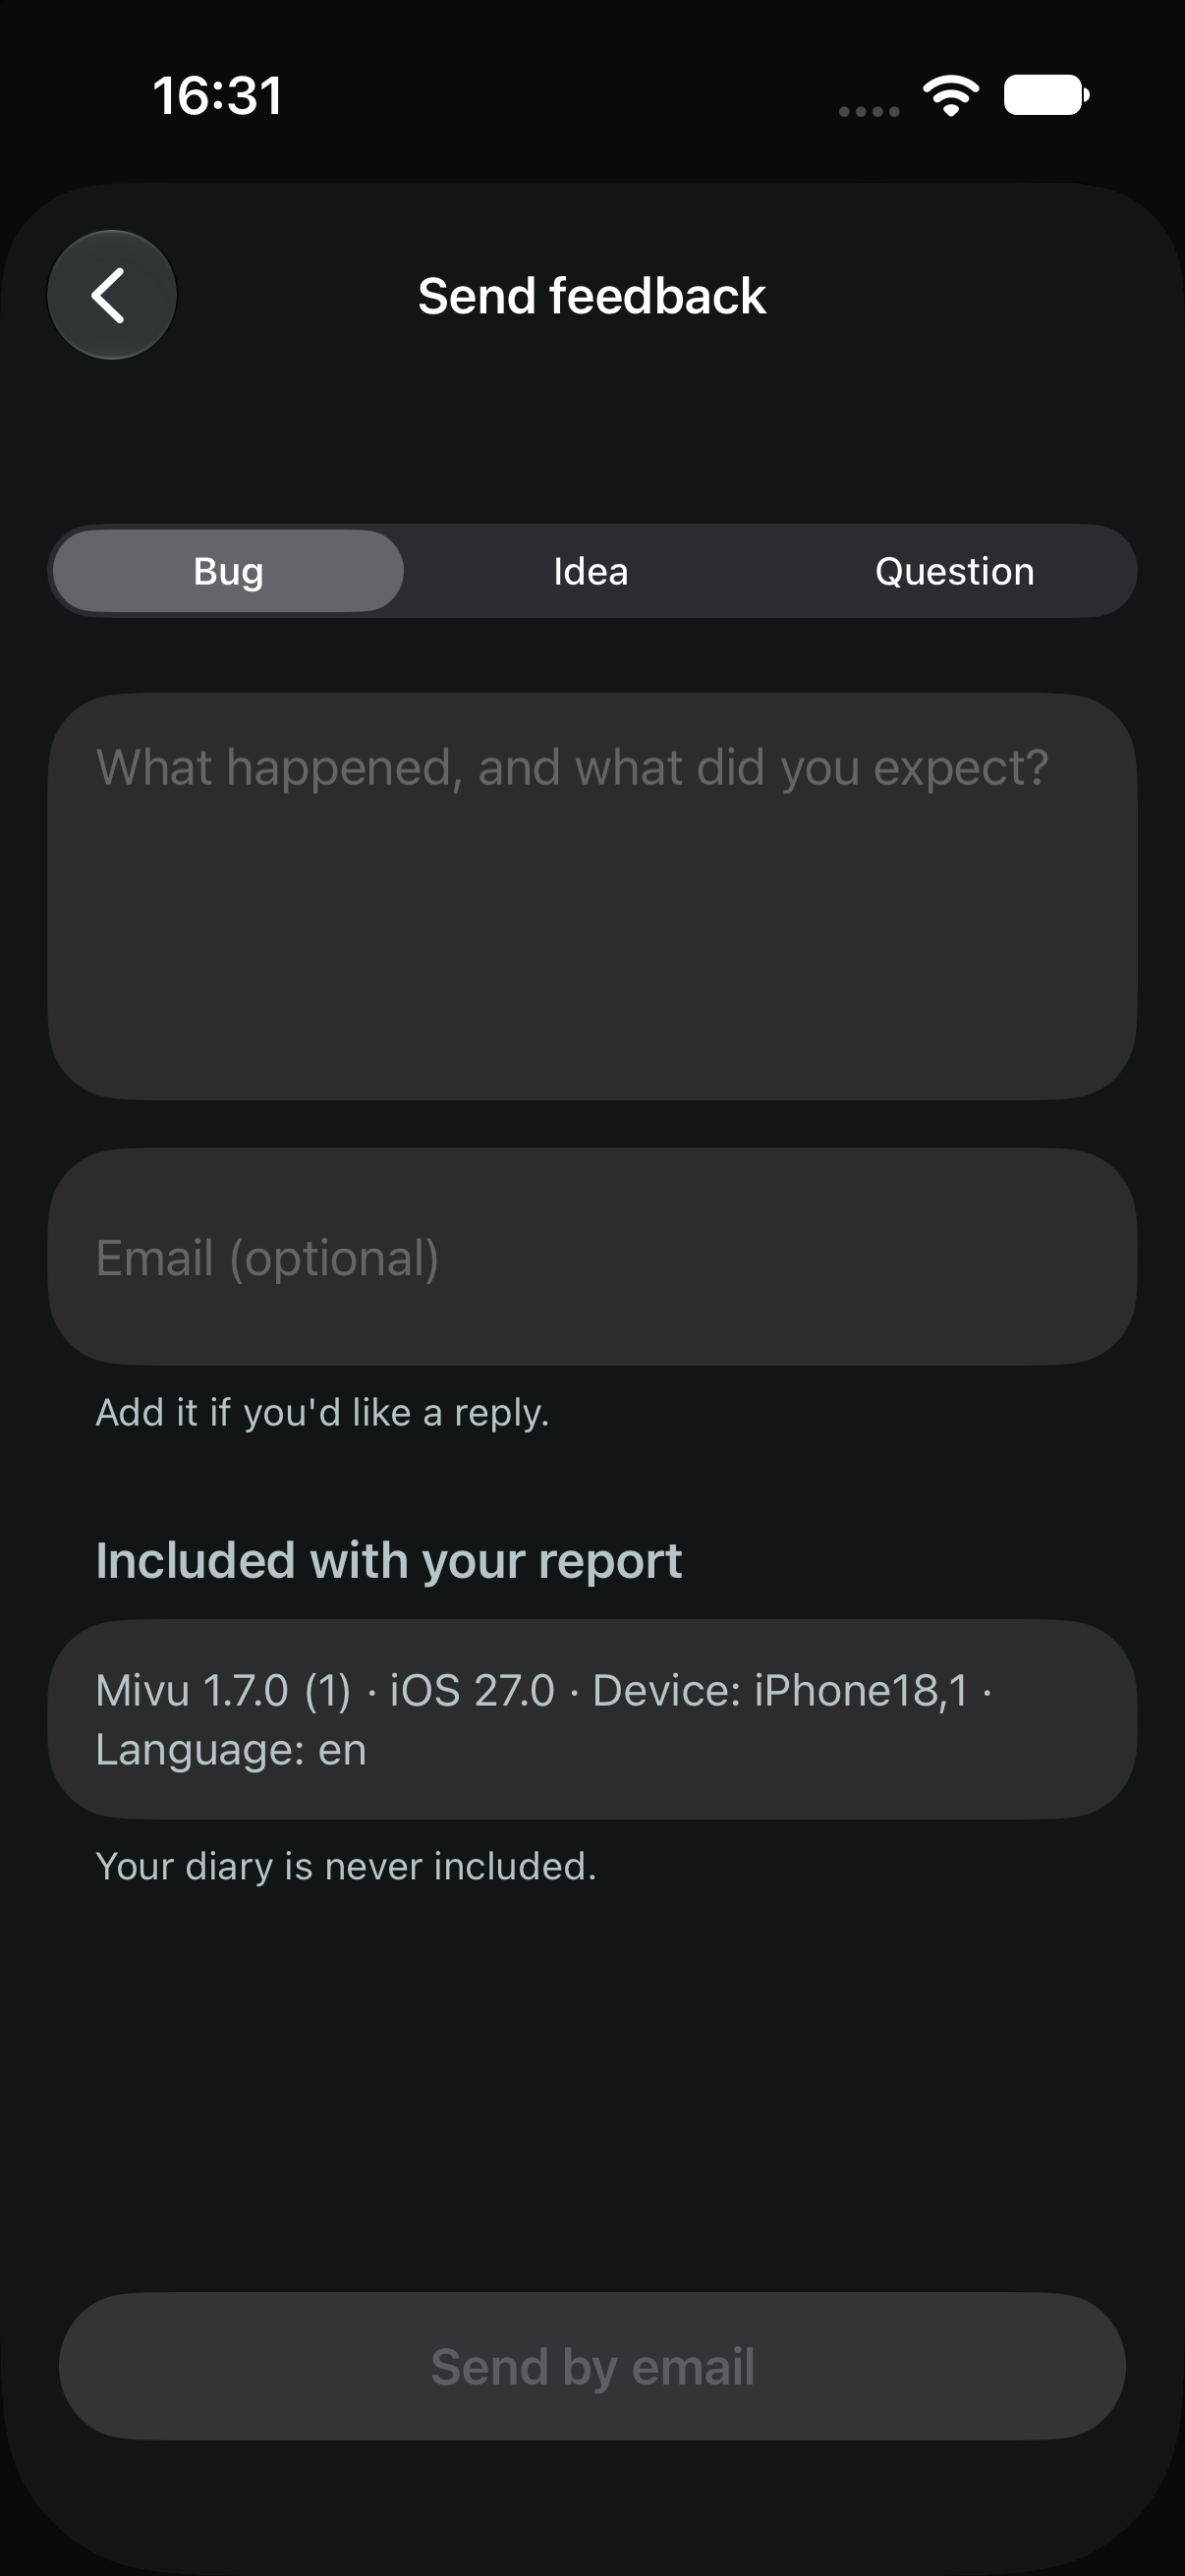 16:31
Send feedback
Bug
Idea
Question
What happened, and what did you expect?
Email (optional)
Add it if you'd like a reply.
Included with your report
Mivu 1.7.0 (1) · iOS 27.0 · Device: iPhone18,1 ·
Language: en
Your diary is never included.
Send by email